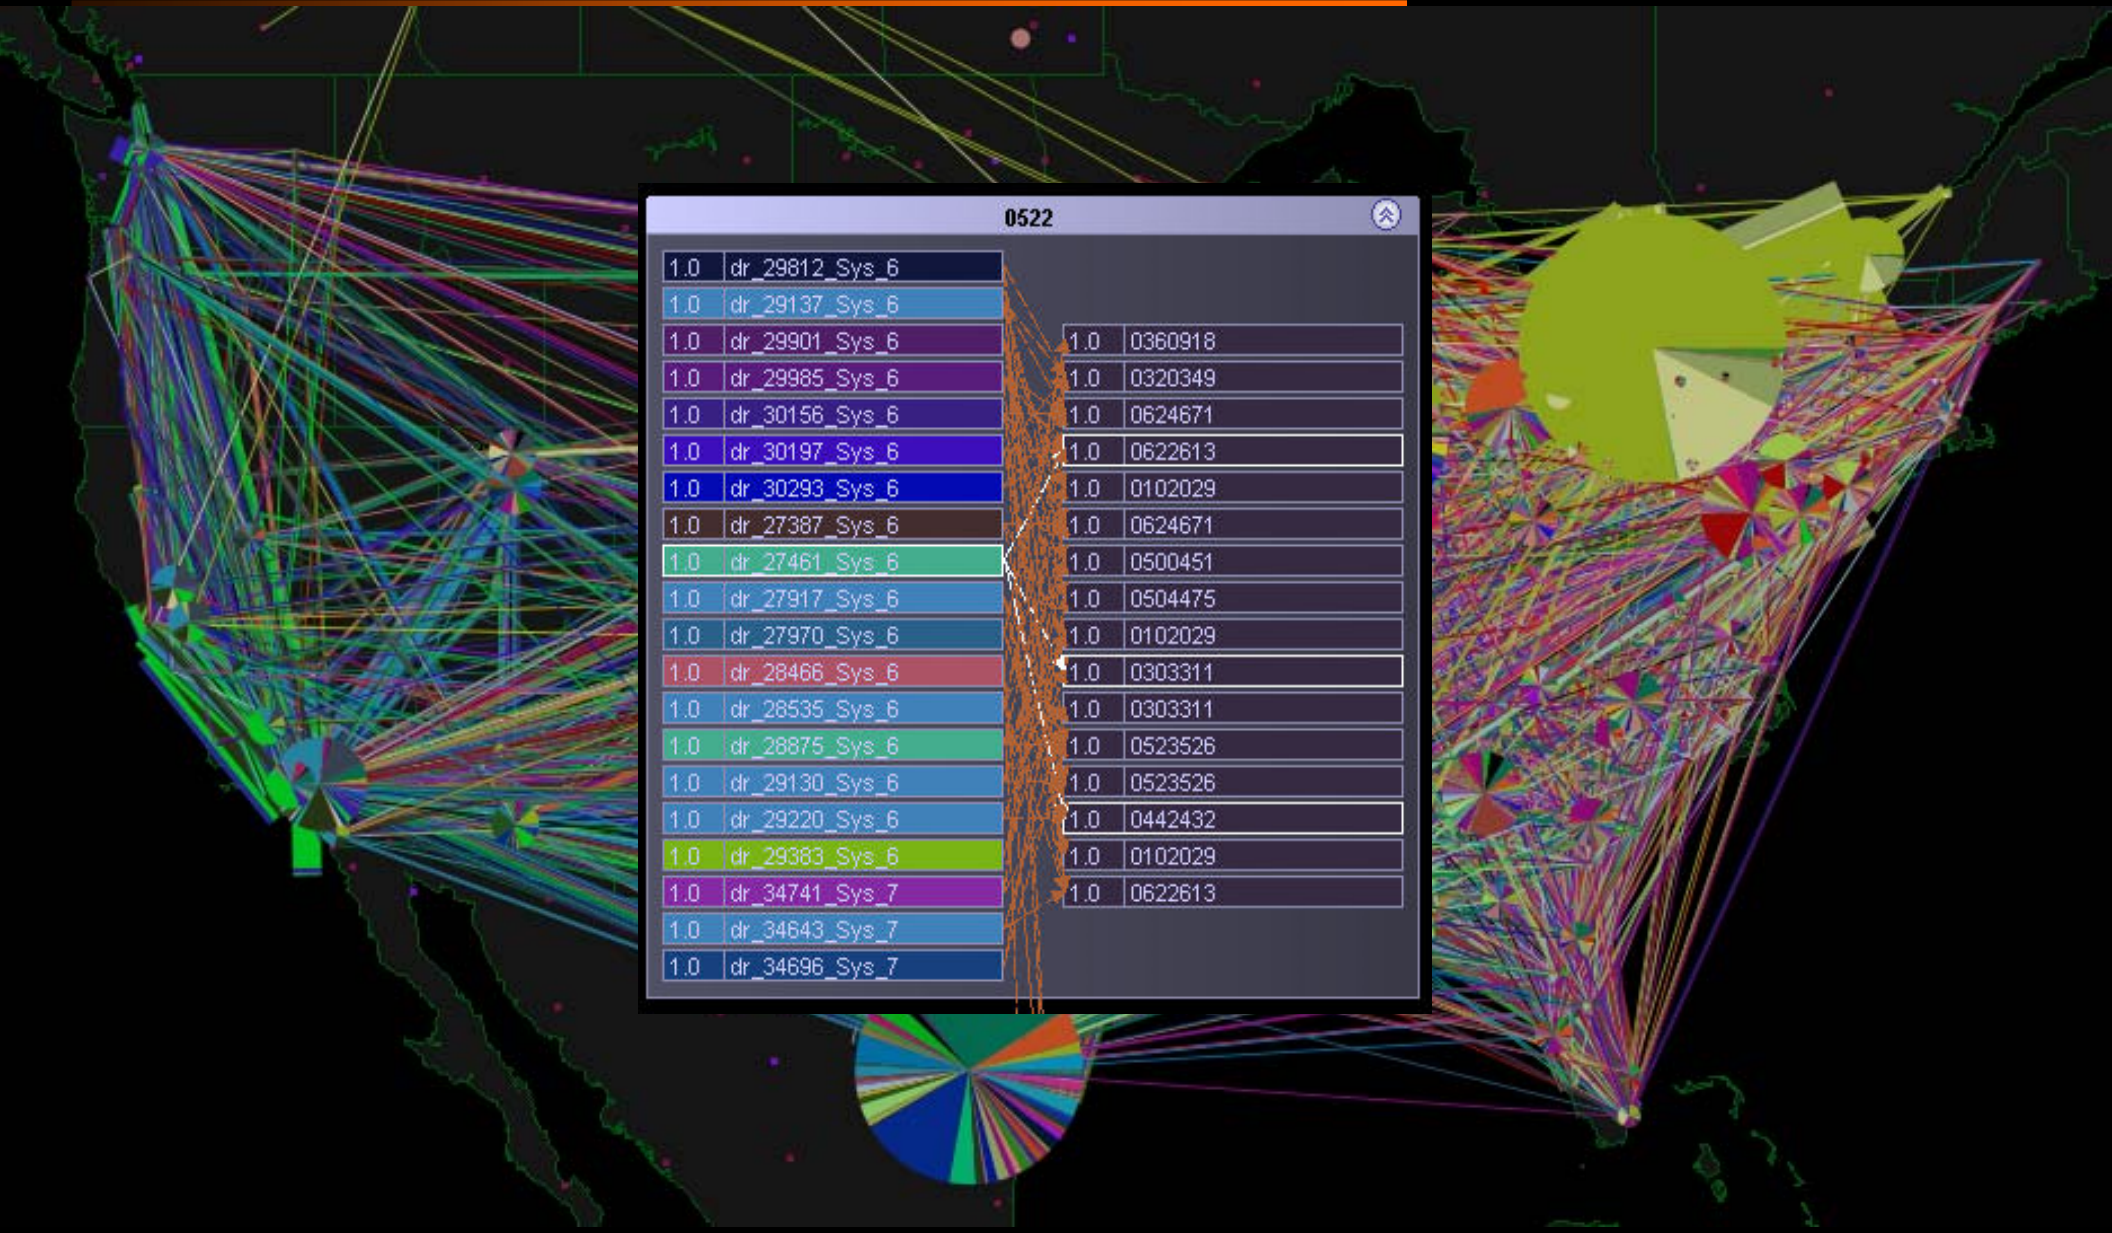 0522
1.0 dr_29812_Sys_6
1.0 dr_29137_Sys_6
1.0 dr_29901_Sys_6 1.0 0360918
1.0 dr_29985_Sys_6 1.0 0320349
1.0 dr_30156_Sys_6 1.0 0624671
1.0 dr_30197_Sys_6 1.0 0622613
1.0 dr_30293_Sys_6 1.0 0102029
1.0 dr_27387_Sys_6 1.0 0624671
1.0 dr_27461_Sys_6 1.0 0500451
1.0 dr_27917_Sys_6 1.0 0504475
1.0 dr_27970_Sys_6 1.0 0102029
1.0 dr_28466_Sys_6 1.0 0303311
1.0 dr_28535_Sys_6 1.0 0303311
1.0 dr_28875_Sys_6 1.0 0523526
1.0 dr_29130_Sys_6 1.0 0523526
1.0 dr_29220_Sys_6 1.0 0442432
1.0 dr_29383_Sys_6 1.0 0102029
1.0 dr_34741_Sys_7 1.0 0622613
1.0 dr_34643_Sys_7
1.0 dr_34696_Sys_7